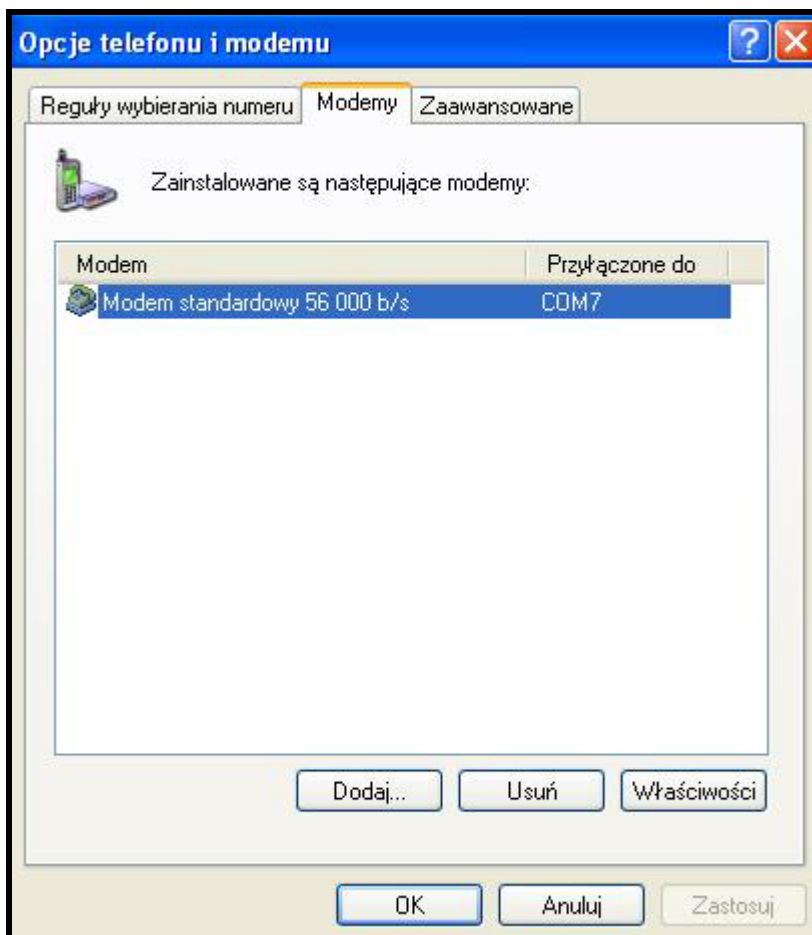 Opcje telefonu i modemu
Reguły wybierania numeru Modemy Zaawansowane
Zainstalowane są następujące modemy:
Modem Przyłączone do
Modem standardowy 56 000 b/s COM7
Dodaj... Usuń Właściwości
OK Anuluj Zastosuj